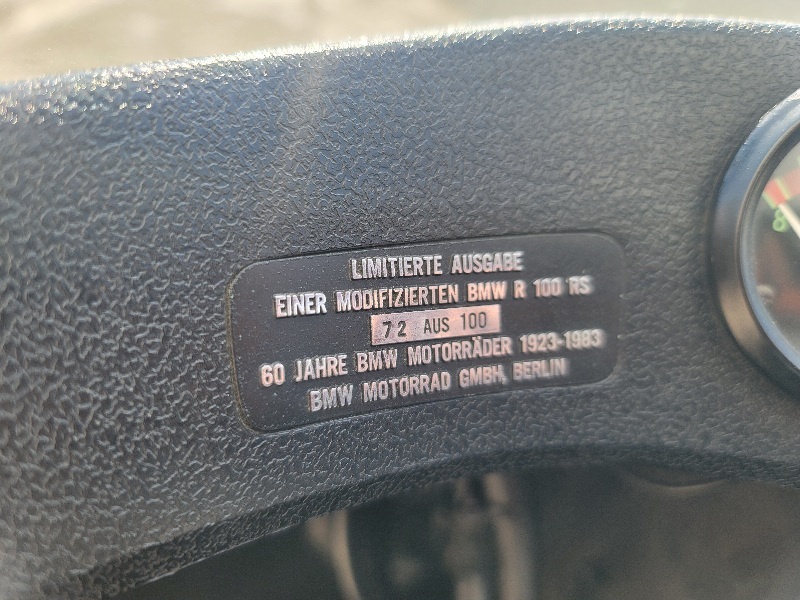 LIMITIERTE AUSGABE
EINER MODIFIZIERTEN BMW R 100 RS
72 AUS 100
60 JAHRE BMW MOTORRÄDER 1923-1983
BMW MOTORRAD GMBH, BERLIN